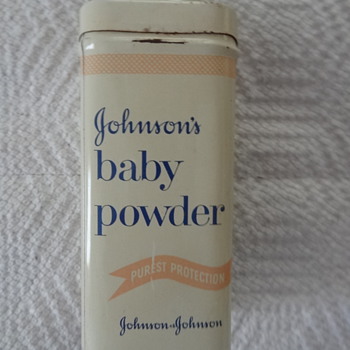 Johnson's
baby
powder
PUREST PROTECTION
Johnson & Johnson